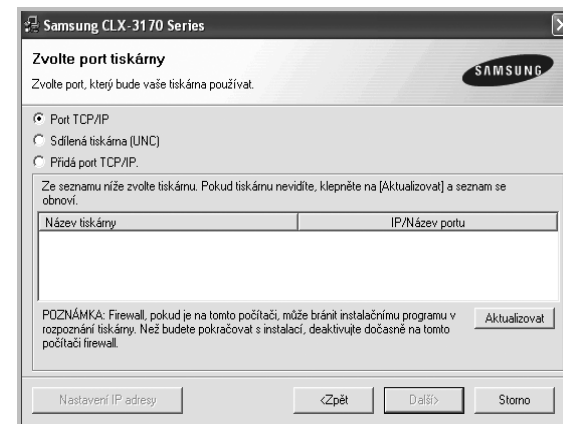 Samsung CLX-3170 Series
Zvolte port tiskárny
Zvolte port, který bude vaše tiskárna používat.
SAMSUNG
Port TCP/IP
Sdílená tiskárna (UNC)
Přidá port TCP/IP.
Ze seznamu níže zvolte tiskárnu. Pokud tiskárnu nevidíte, klepněte na [Aktualizovat] a seznam se
obnoví.
Název tiskárny IP/Název portu
POZNÁMKA: Firewall, pokud je na tomto počítači, může bránit instalačnímu programu v
rozpoznání tiskárny. Než budete pokračovat s instalací, deaktivujte dočasně na tomto
počítači firewall.
Aktualizovat
Nastavení IP adresy <Zpět Další> Storno